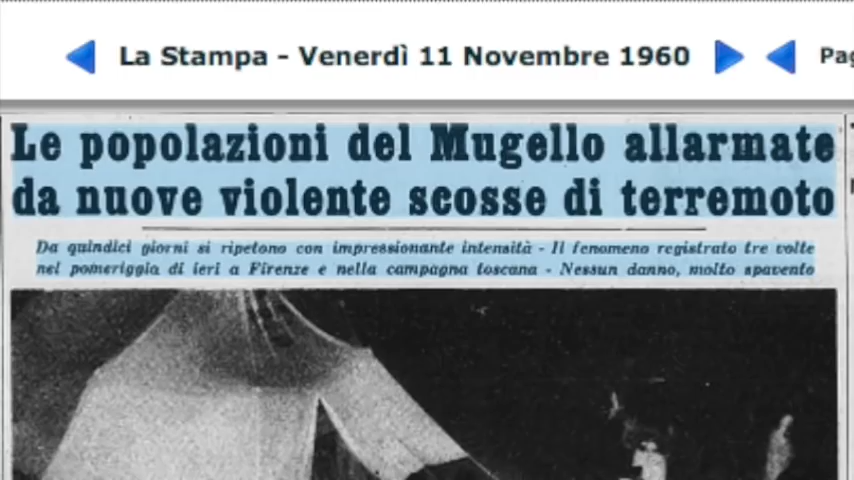 La Stampa - Venerdì 11 Novembre 1960
Pag
Le popolazioni del Mugello allarmate
da nuove violente scosse di terremoto
Da quindici giorni si ripetono con impressionante intensità - Il fenomeno registrato tre volte
nel pomeriggio di ieri a Firenze e nella campagna toscana - Nessun danno, molto spavento